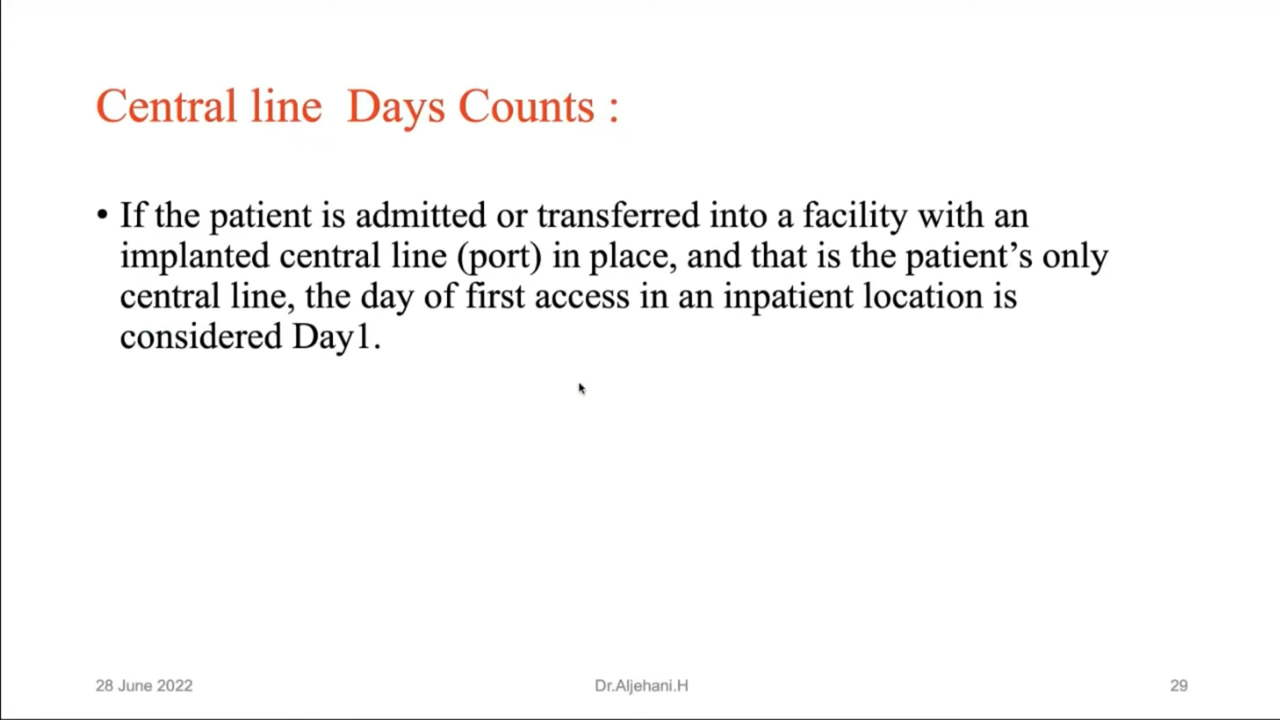 Central line  Days Counts :
• If the patient is admitted or transferred into a facility with an
implanted central line (port) in place, and that is the patient’s only
central line, the day of first access in an inpatient location is
considered Day1.
28 June 2022
Dr.Aljehani.H
29